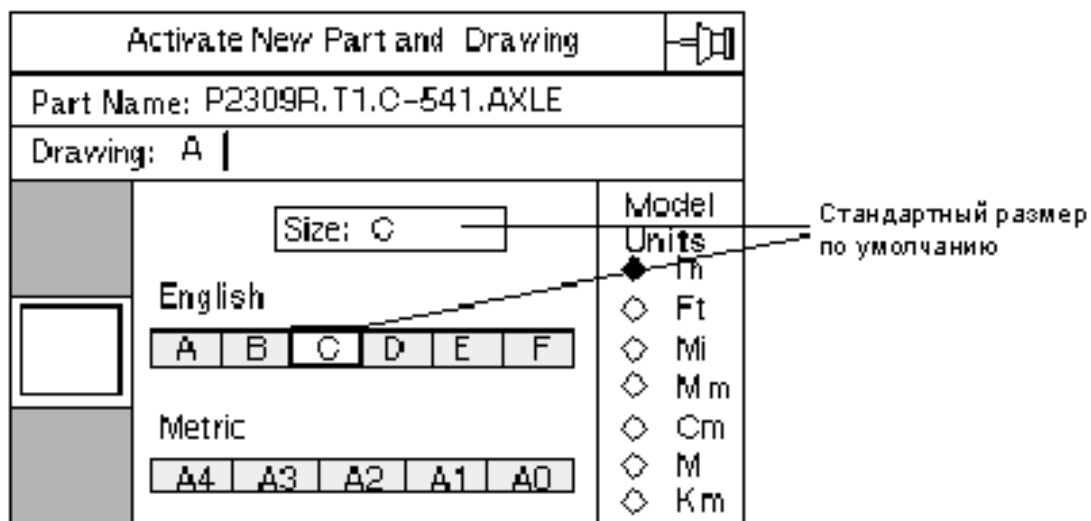 Activate New Part and Drawing
Part Name: P2309R.T1.C-541.AXLE
Drawing: A
Size: C
English
A B C D E F
Metric
A4 A3 A2 A1 A0
Model
Units
In
Ft
Mi
Mm
Cm
M
Km
Стандартный размер
по умолчанию